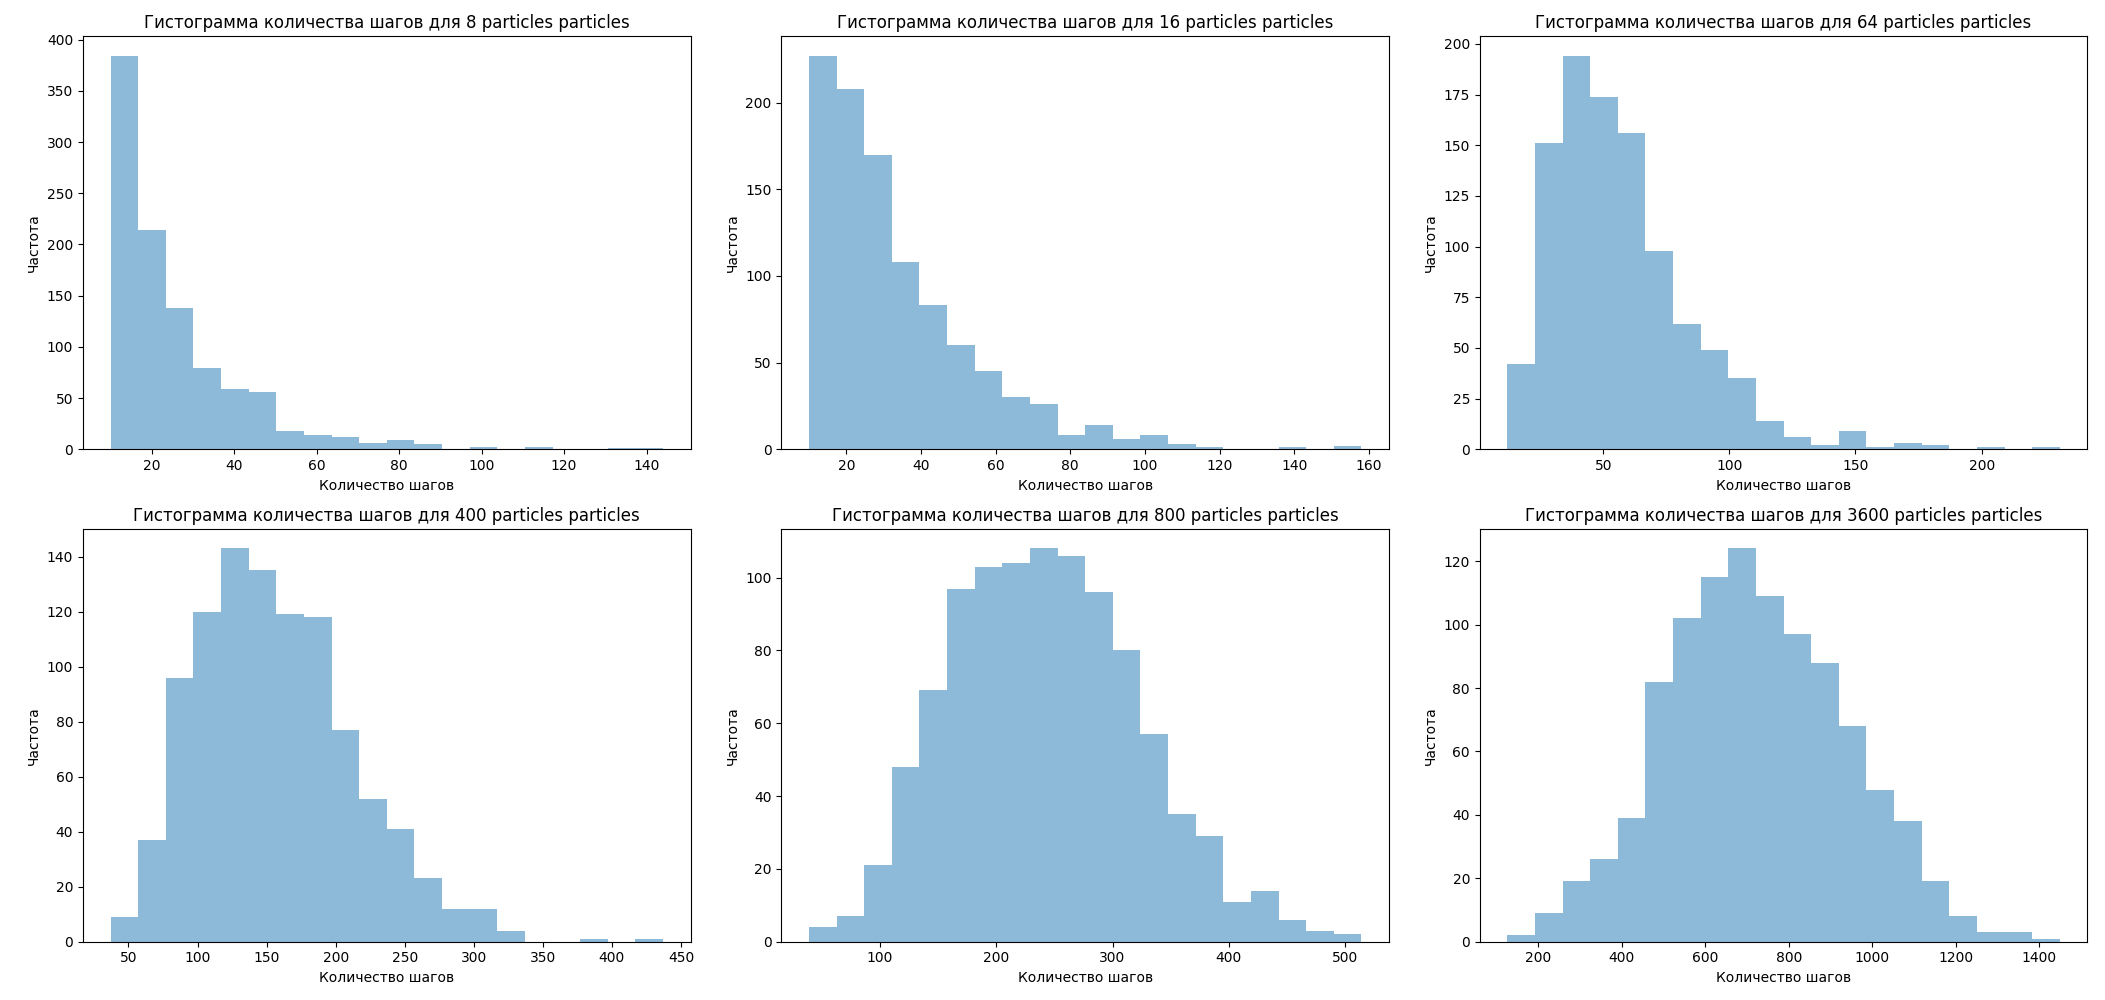 Гистограмма количества шагов для 8 particles particles
400
350
300
250
200
150
100
50
0
Частота
20 40 60 80 100 120 140
Количество шагов
Гистограмма количества шагов для 16 particles particles
200
150
100
50
0
Частота
20 40 60 80 100 120 140 160
Количество шагов
Гистограмма количества шагов для 64 particles particles
200
175
150
125
100
75
50
25
0
Частота
50 100 150 200
Количество шагов
Гистограмма количества шагов для 400 particles particles
140
120
100
80
60
40
20
0
Частота
50 100 150 200 250 300 350 400 450
Количество шагов
Гистограмма количества шагов для 800 particles particles
100
80
60
40
20
0
Частота
100 200 300 400 500
Количество шагов
Гистограмма количества шагов для 3600 particles particles
120
100
80
60
40
20
0
Частота
200 400 600 800 1000 1200 1400
Количество шагов